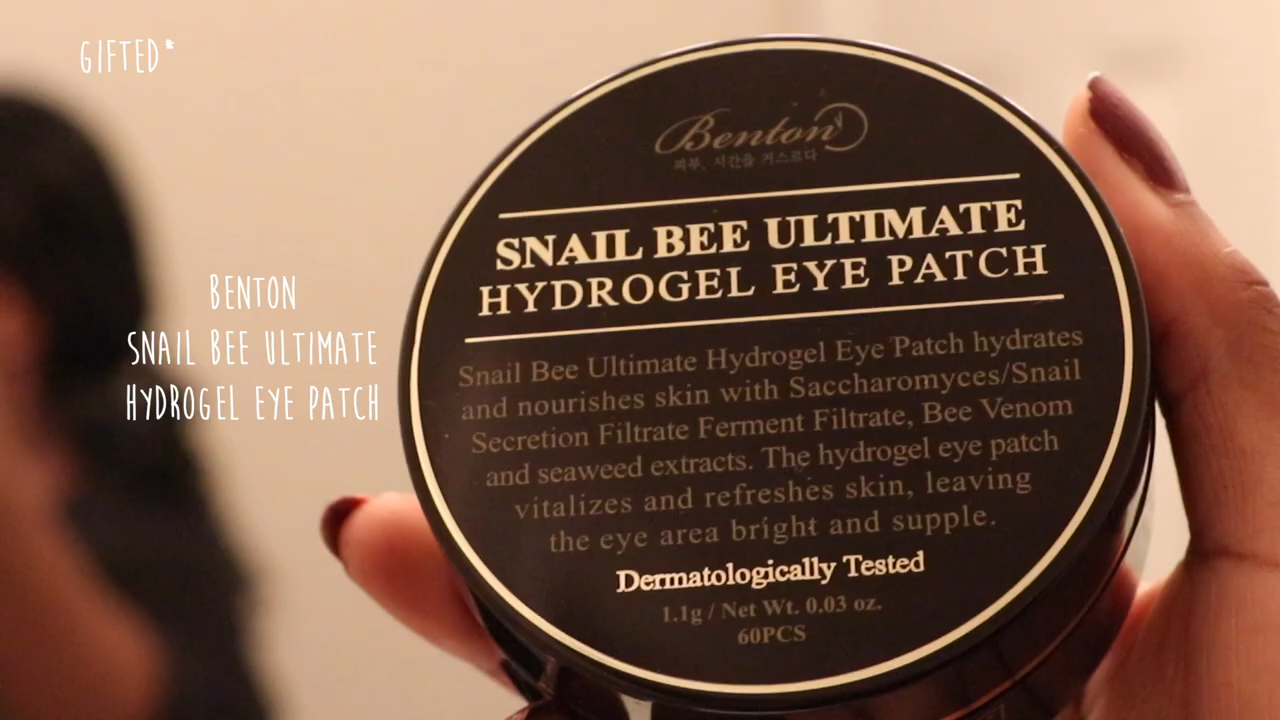 GIFTED*
BENTON
SNAIL BEE ULTIMATE
HYDROGEL EYE PATCH
Benton
피부, 시간을 거스르다
SNAIL BEE ULTIMATE
HYDROGEL EYE PATCH
Snail Bee Ultimate Hydrogel Eye Patch hydrates
and nourishes skin with Saccharomyces/Snail
Secretion Filtrate Ferment Filtrate, Bee Venom
and seaweed extracts. The hydrogel eye patch
vitalizes and refreshes skin, leaving
the eye area bright and supple.
Dermatologically Tested
1.1g / Net Wt. 0.03 oz.
60PCS